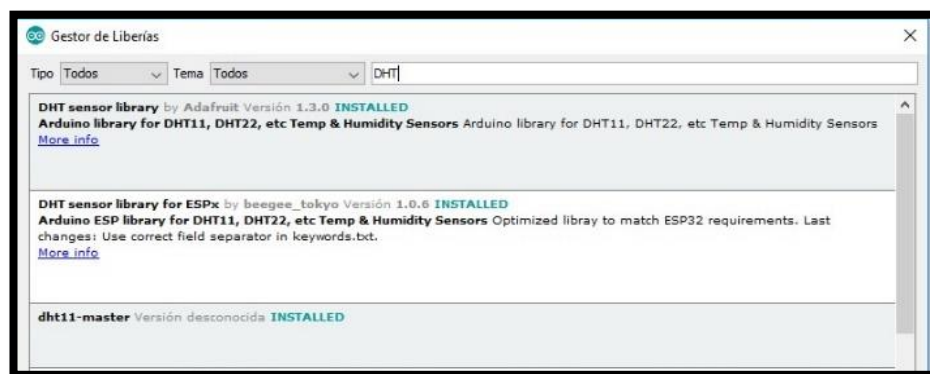 Gestor de Liberías
Tipo Todos Tema Todos DHT
DHT sensor library by Adafruit Versión 1.3.0 INSTALLED
Arduino library for DHT11, DHT22, etc Temp & Humidity Sensors Arduino library for DHT11, DHT22, etc Temp & Humidity Sensors
More info
DHT sensor library for ESPx by beegee_tokyo Versión 1.0.6 INSTALLED
Arduino ESP library for DHT11, DHT22, etc Temp & Humidity Sensors Optimized libray to match ESP32 requirements. Last
changes: Use correct field separator in keywords.txt.
More info
dht11-master Versión desconocida INSTALLED